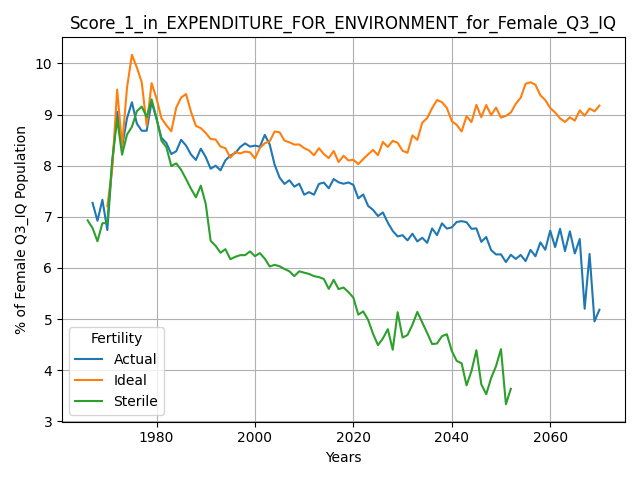 Score_1_in_EXPENDITURE_FOR_ENVIRONMENT_for_Female_Q3_IQ
% of Female Q3_IQ Population
10
9
8
7
6
5
4
3
Fertility
Actual
Ideal
Sterile
1980 2000 2020 2040 2060
Years